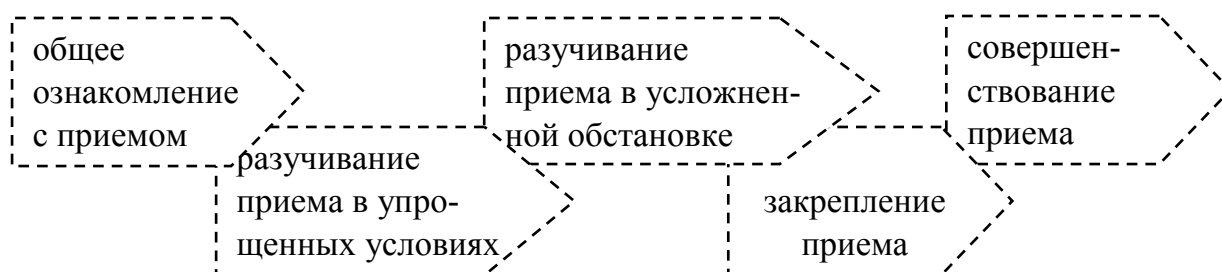 общее
ознакомление
с приемом
разучивание
приема в упро-
щенных условиях
разучивание
приема в усложнен-
ной обстановке
закрепление
приема
совершен-
ствование
приема